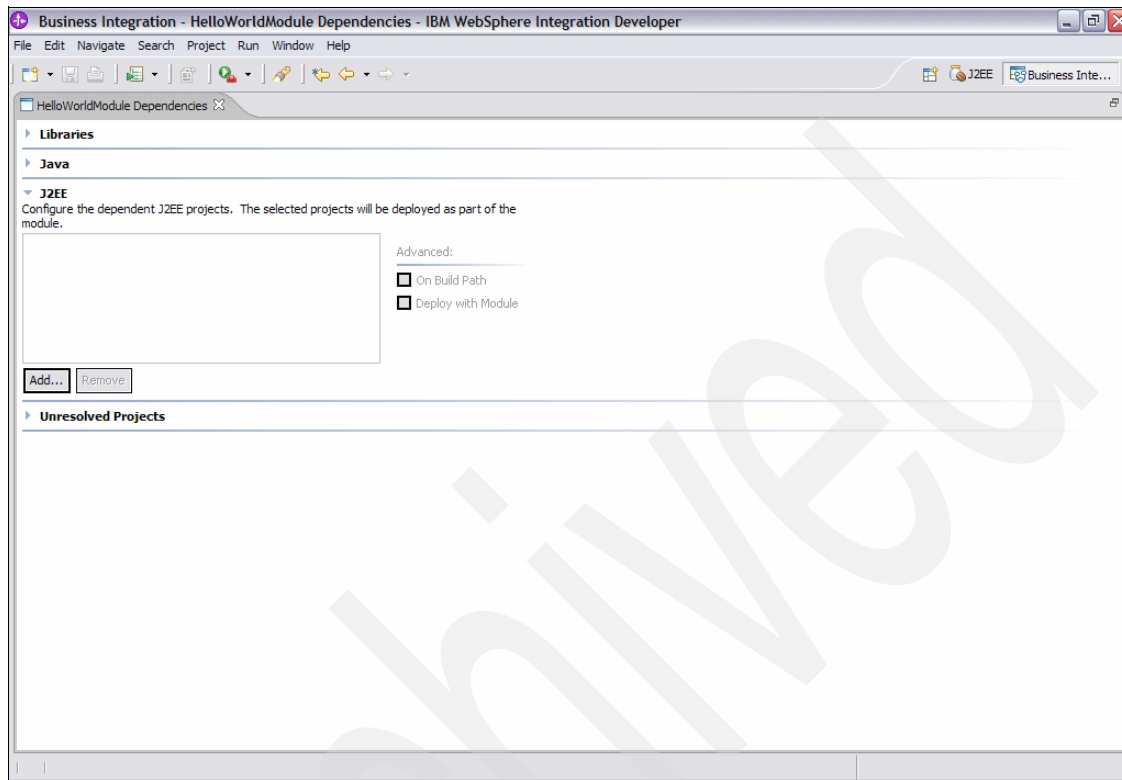 Business Integration - HelloWorldModule Dependencies - IBM WebSphere Integration Developer
File Edit Navigate Search Project Run Window Help
J2EE Business Inte...
HelloWorldModule Dependencies
Libraries
Java
J2EE
Configure the dependent J2EE projects. The selected projects will be deployed as part of the
module.
Advanced:
On Build Path
Deploy with Module
Add... Remove
Unresolved Projects
hived